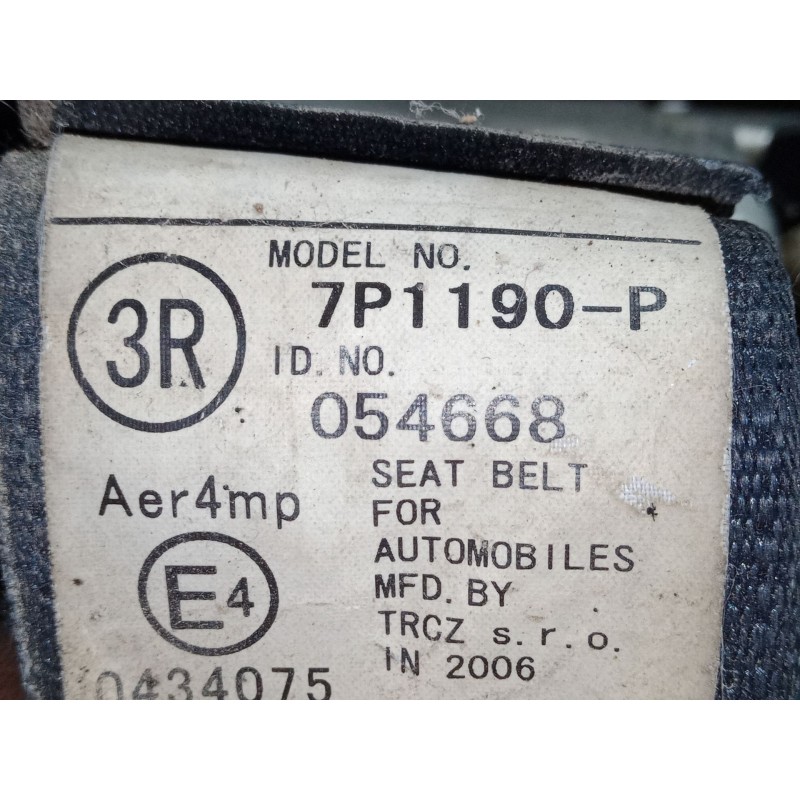 MODEL NO.
7P1190-P
3R
ID. NO.
054668
Aer4mp
SEAT BELT
FOR
AUTOMOBILES
MFD. BY
TRCZ s.r.o.
IN 2006
E4
0434075